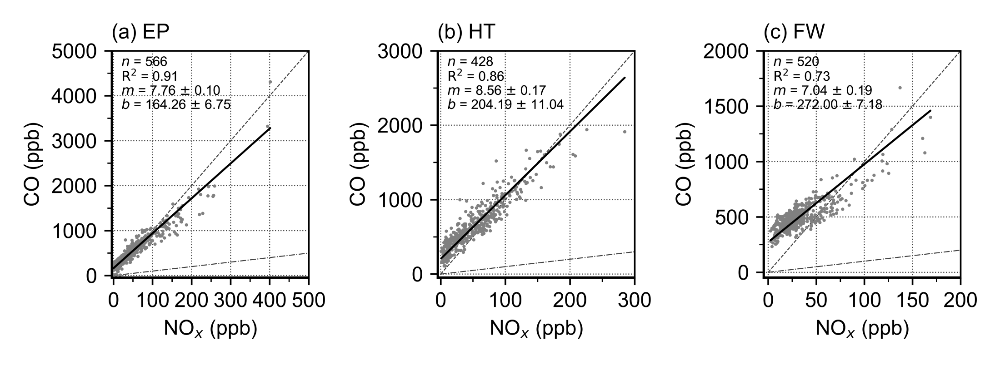 (a) EP
5000
4000
3000
2000
1000
0
CO (ppb)
n = 566
R² = 0.91
m = 7.76 ± 0.10
b = 164.26 ± 6.75
0 100 200 300 400 500
NOₓ (ppb)
(b) HT
3000
2000
1000
0
CO (ppb)
n = 428
R² = 0.86
m = 8.56 ± 0.17
b = 204.19 ± 11.04
0 100 200 300
NOₓ (ppb)
(c) FW
2000
1500
1000
500
0
CO (ppb)
n = 520
R² = 0.73
m = 7.04 ± 0.19
b = 272.00 ± 7.18
0 50 100 150 200
NOₓ (ppb)